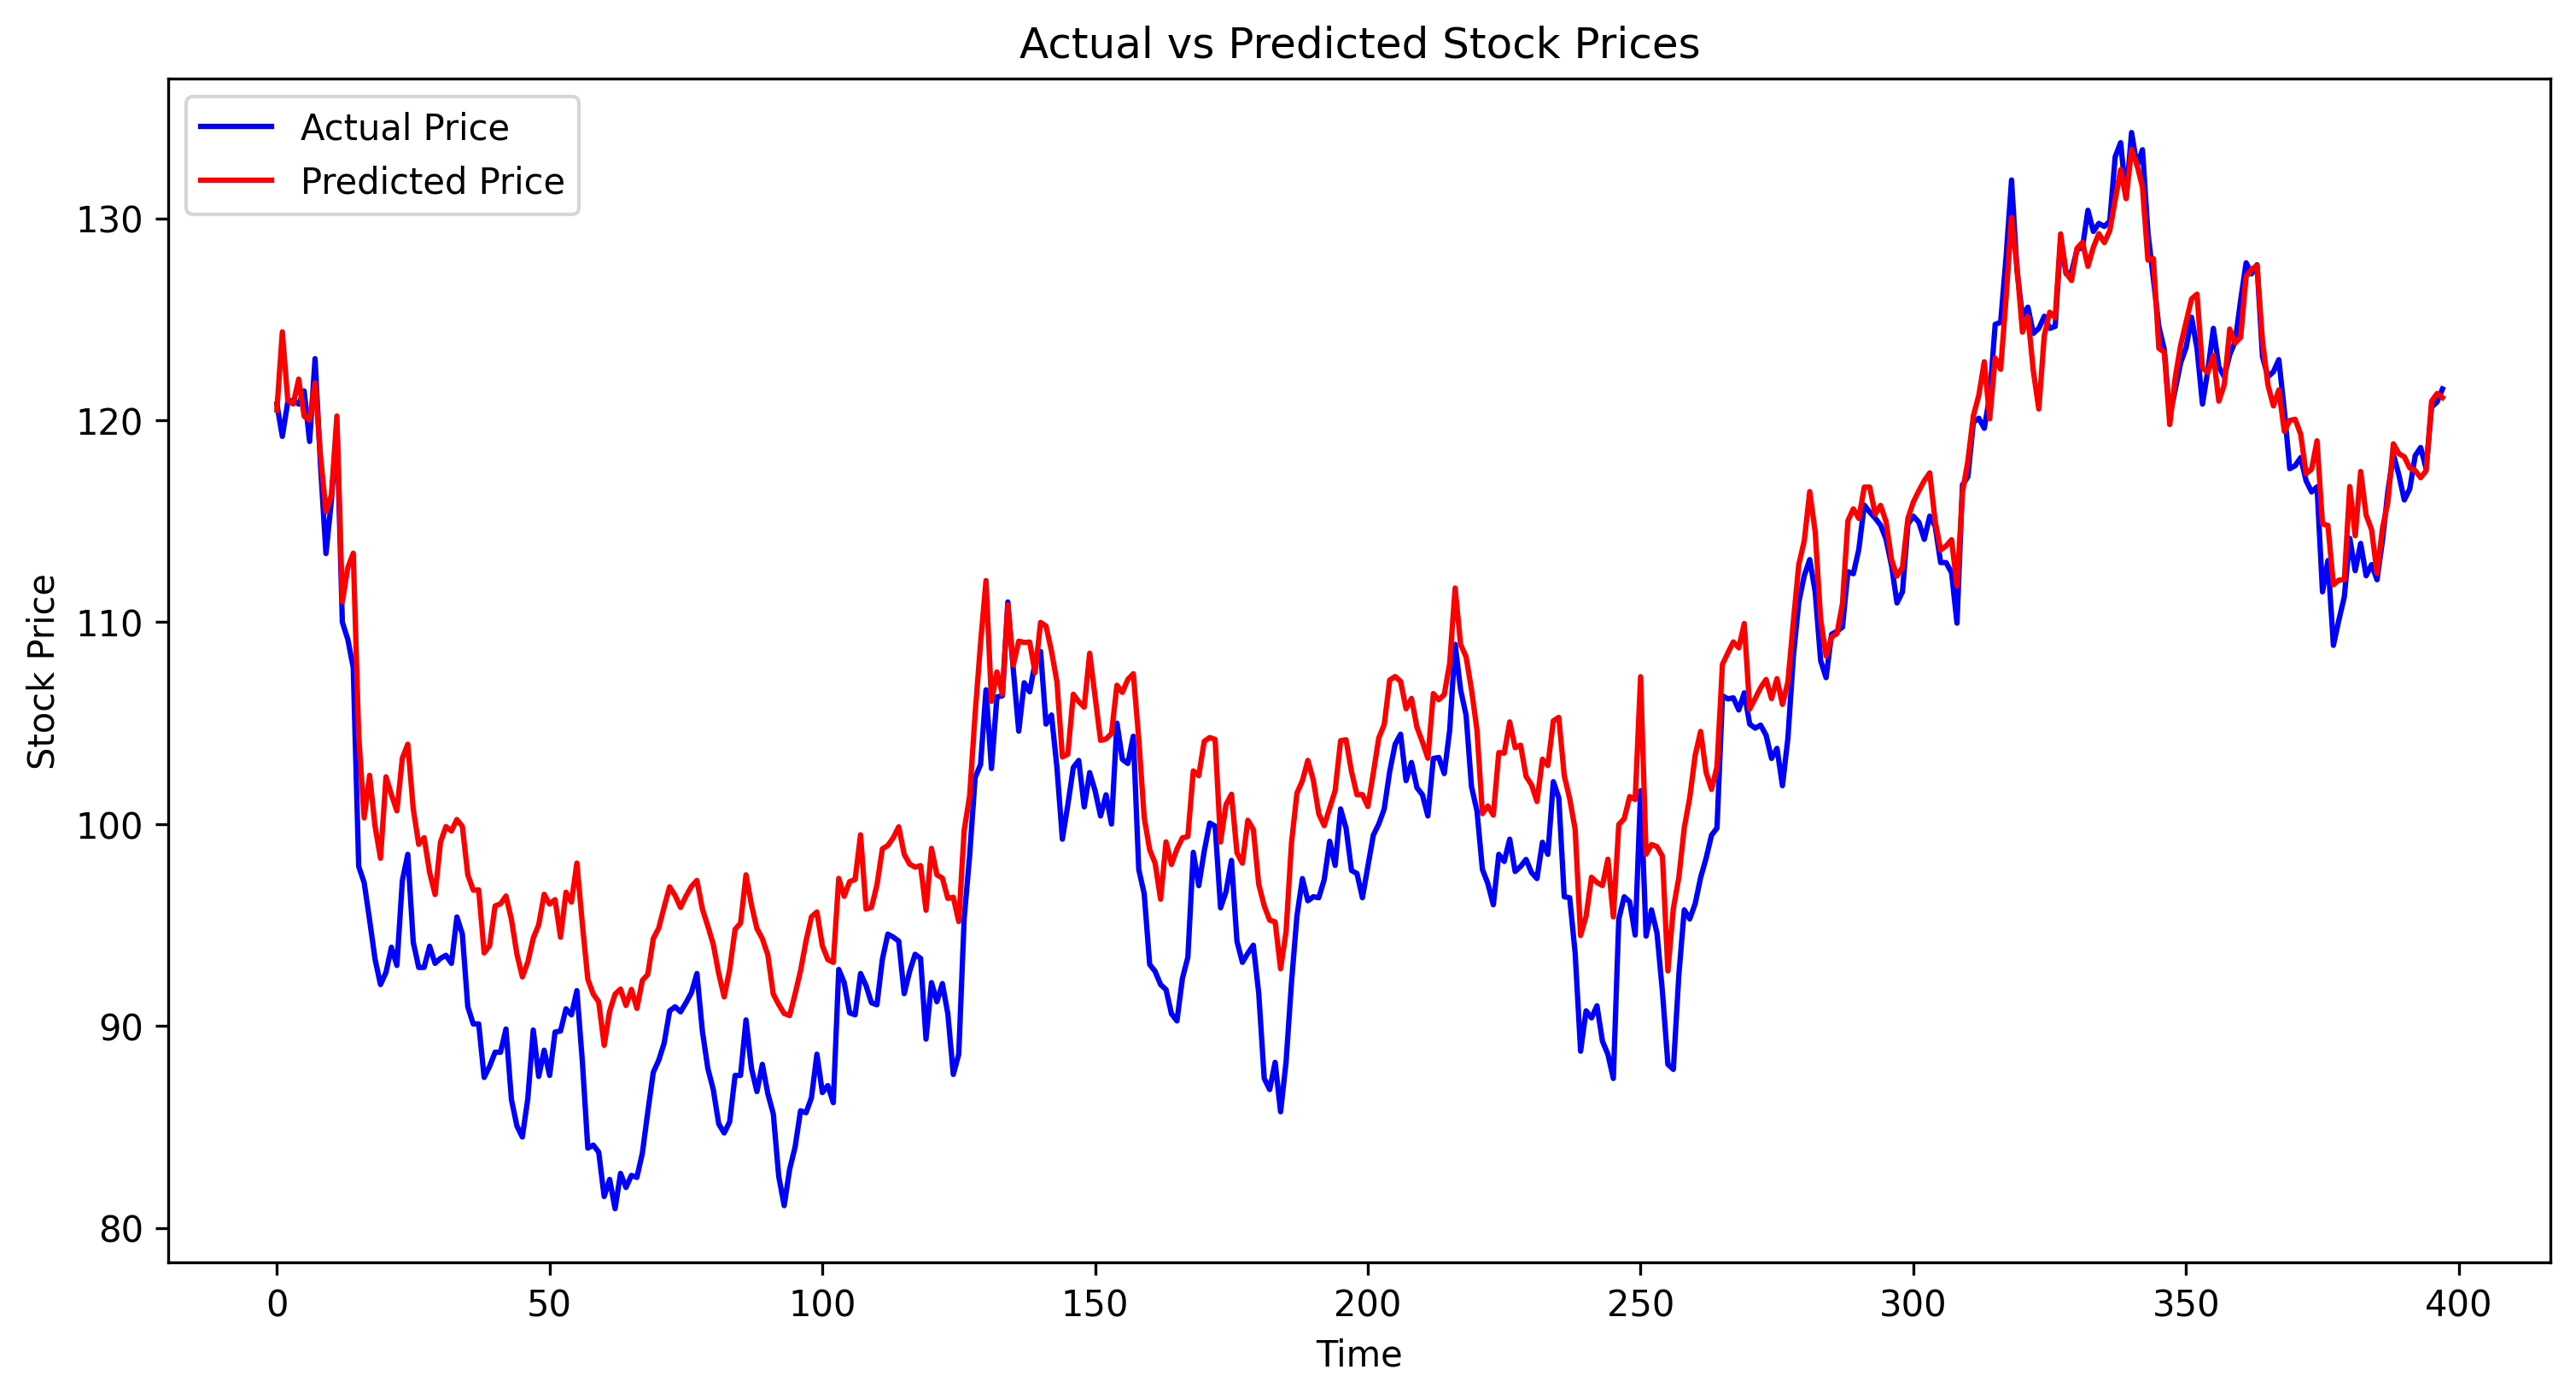 Actual vs Predicted Stock Prices
Actual Price
Predicted Price
Stock Price
130
120
110
100
90
80
0 50 100 150 200 250 300 350 400
Time